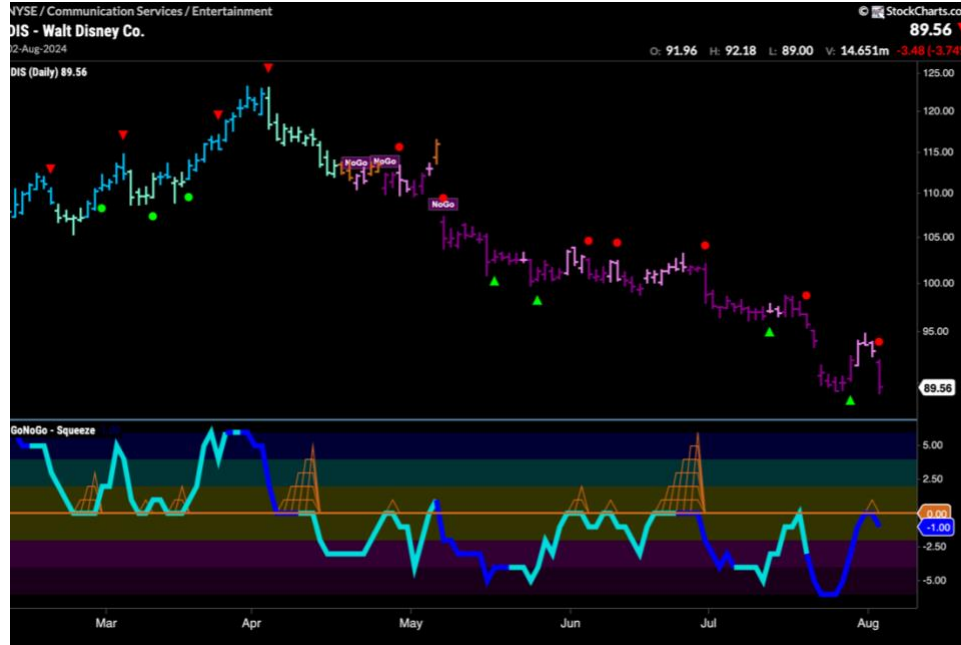 NYSE / Communication Services / Entertainment
© StockCharts.co
DIS - Walt Disney Co.
89.56
02-Aug-2024
O: 91.96 H: 92.18 L: 89.00 V: 14.651m -3.48 (-3.74
DIS (Daily) 89.56
125.00
120.00
115.00
NoGo NoGo
110.00
NoGo
105.00
100.00
95.00
89.56
GoNoGo - Squeeze
5.00
2.50
0.00
-1.00
-2.50
-5.00
Mar Apr May Jun Jul Aug